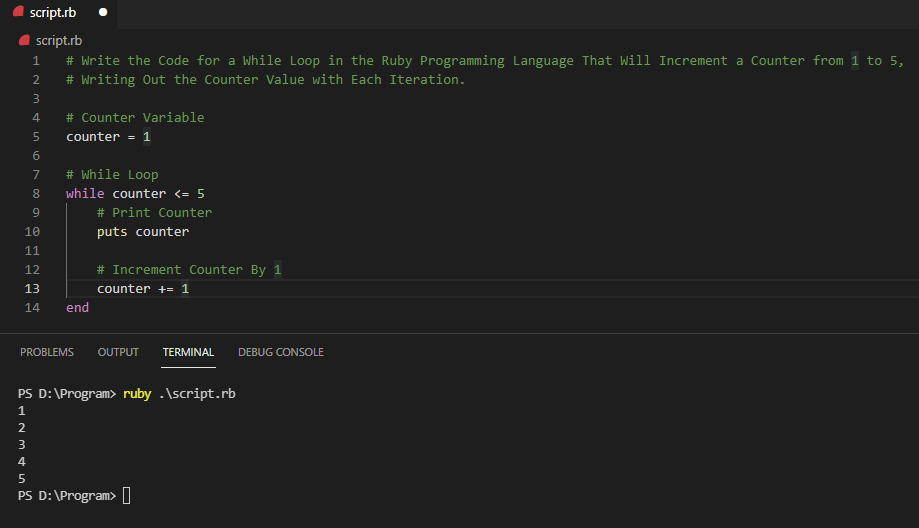 script.rb
script.rb
1 # Write the Code for a While Loop in the Ruby Programming Language That Will Increment a Counter from 1 to 5,
2 # Writing Out the Counter Value with Each Iteration.
3
4 # Counter Variable
5 counter = 1
6
7 # While Loop
8 while counter <= 5
9     # Print Counter
10     puts counter
11
12     # Increment Counter By 1
13     counter += 1
14 end
PROBLEMS OUTPUT TERMINAL DEBUG CONSOLE
PS D:\Program> ruby .\script.rb
1
2
3
4
5
PS D:\Program>